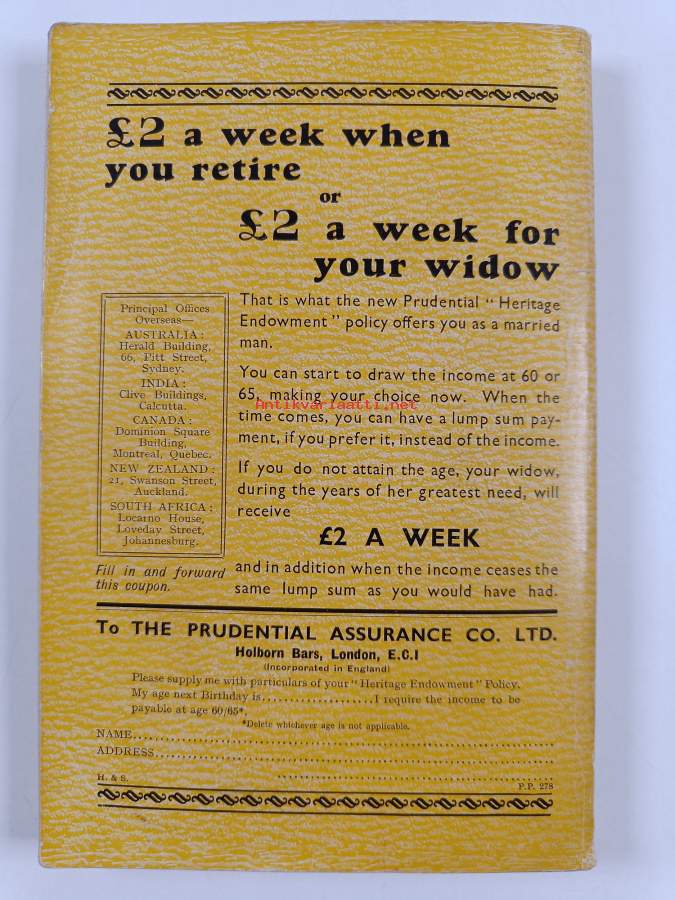 £2 a week when
you retire
or
£2 a week for
your widow
Principal Offices
Overseas—
AUSTRALIA:
Herald Building,
66, Pitt Street,
Sydney.
INDIA:
Clive Buildings,
Calcutta.
CANADA:
Dominion Square
Building,
Montreal, Quebec.
NEW ZEALAND:
21, Swanson Street,
Auckland.
SOUTH AFRICA:
Locarno House,
Loveday Street,
Johannesburg.
Fill in and forward
this coupon.
That is what the new Prudential "Heritage
Endowment" policy offers you as a married
man.
You can start to draw the income at 60 or
65, making your choice now. When the
Antikvariaatti.net
time comes, you can have a lump sum pay-
ment, if you prefer it, instead of the income.
If you do not attain the age, your widow,
during the years of her greatest need, will
receive
£2 A WEEK
and in addition when the income ceases the
same lump sum as you would have had.
To THE PRUDENTIAL ASSURANCE CO. LTD.
Holborn Bars, London, E.C.1
(Incorporated in England)
Please supply me with particulars of your "Heritage Endowment" Policy.
My age next Birthday is....................I require the income to be
payable at age 60/65*,
*Delete whichever age is not applicable.
NAME................................................................................
ADDRESS............................................................................
H. & S. ..................................................
P.P. 278